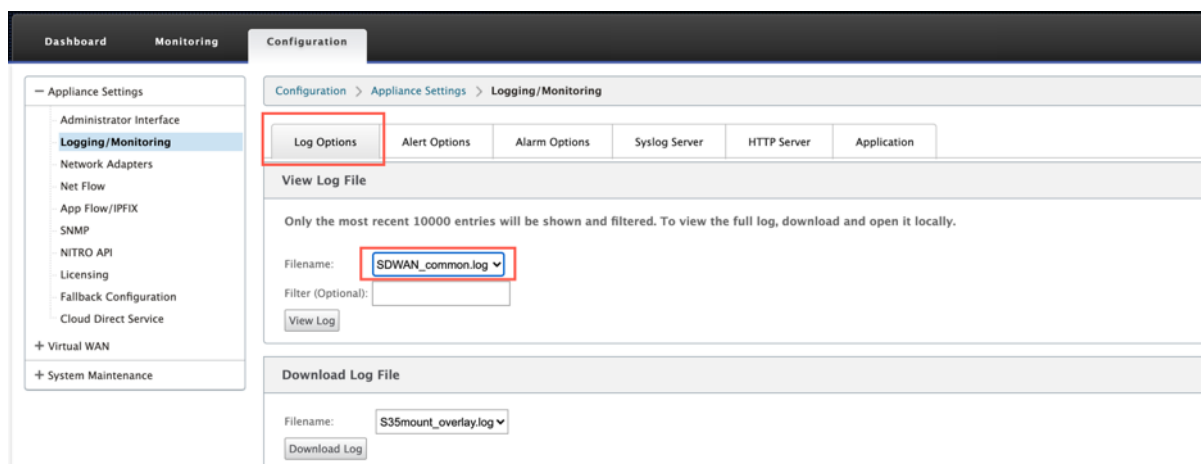 Dashboard Monitoring Configuration
— Appliance Settings
Administrator Interface
Logging/Monitoring
Network Adapters
Net Flow
App Flow/IPFIX
SNMP
NITRO API
Licensing
Fallback Configuration
Cloud Direct Service
+ Virtual WAN
+ System Maintenance
Configuration > Appliance Settings > Logging/Monitoring
Log Options Alert Options Alarm Options Syslog Server HTTP Server Application
View Log File
Only the most recent 10000 entries will be shown and filtered. To view the full log, download and open it locally.
Filename: SDWAN_common.log
Filter (Optional):
View Log
Download Log File
Filename: S35mount_overlay.log
Download Log